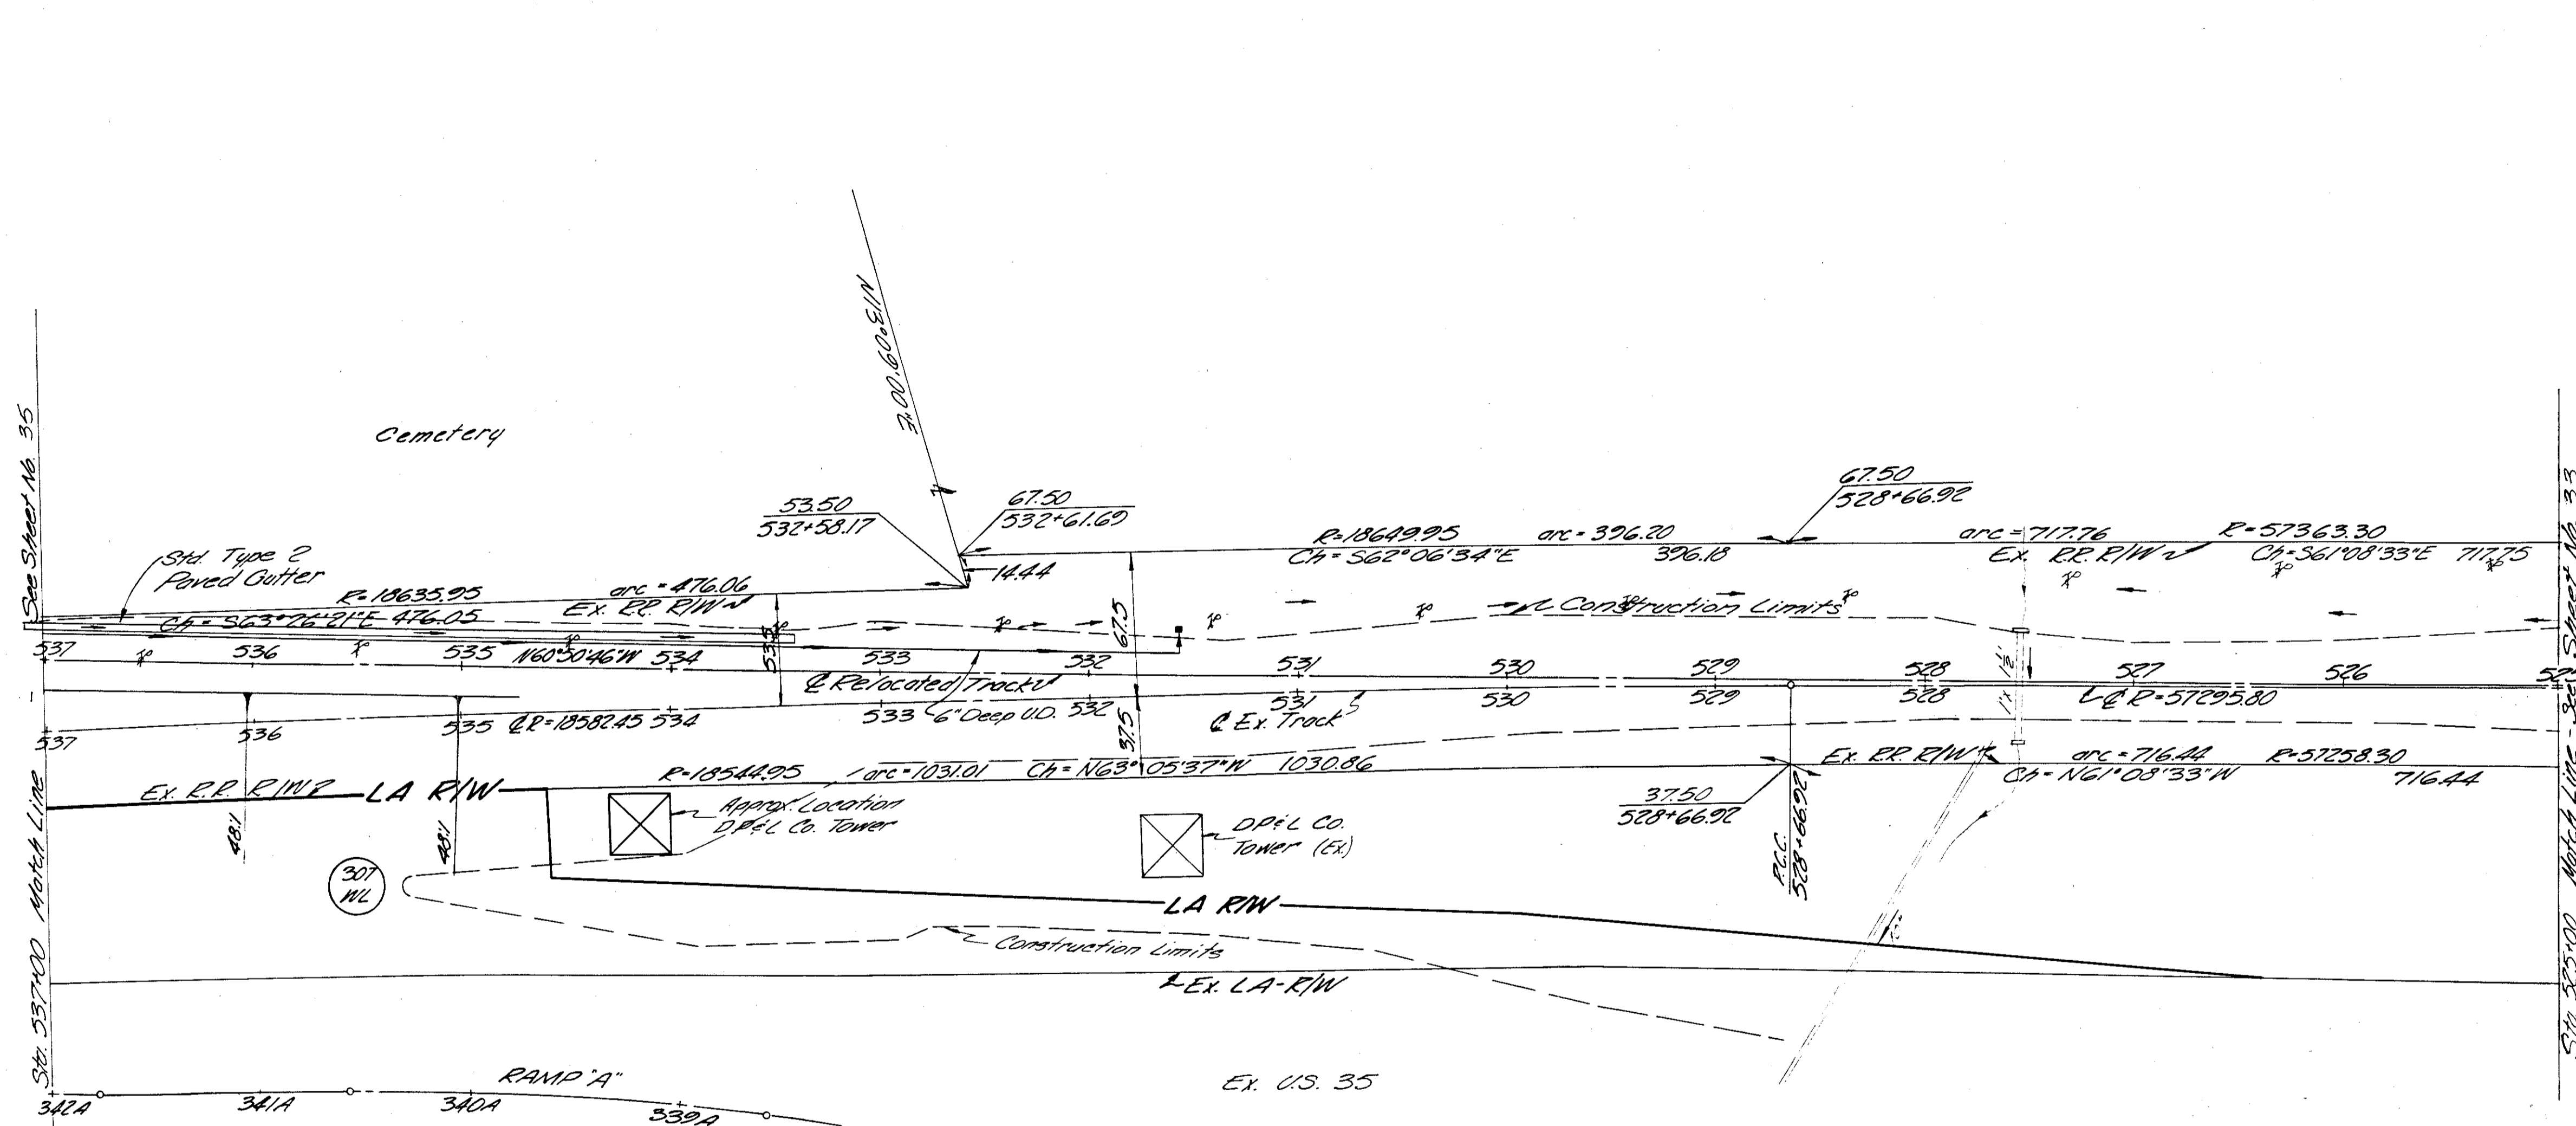 See Sheet No. 35
Sta. 537+00 Match Line -
Cemetery
N13°09'00"E
53.50
532+58.17
67.50
532+61.69
14.44
67.50
528+66.92
Std. Type 2
Paved Gutter
R=18635.95 arc = 476.06
Ex. R.R. R/W
Ch = S63°26'21"E 476.05
R=18649.95 arc = 396.20
Ch = S62°06'34"E 396.18
arc = 717.76 R=57363.30
Ex. R.R. R/W Ch=S61°08'33"E 717.75
Construction Limits
53.5
67.5
37.5
537 536 535 N60°50'46"W 534 533 532 531 530 529 528 527 526 525
℄ Relocated Track
6" Deep U.D.
℄ Ex. Track
537 536 535 ℄R=18582.45 534 533 532 531 530 529 528
℄ R=57295.80
Ex. R.R. R/W LA R/W
R=18544.95 arc=1031.01 Ch= N63°05'37"W 1030.86
Ex. R.R. R/W arc = 716.44 R=57258.30
Ch= N61°08'33"W 716.44
48:1
48:1
307
WL
Approx. Location
DP&L Co. Tower
DP&L Co.
Tower (Ex.)
37.50
528+66.92
P.C.C.
528+66.92
LA R/W
Construction Limits
Ex. LA-R/W
RAMP "A"
342A 341A 340A 339A
Ex. U.S. 35
Sta. 525+00 Match Line - See Sheet No. 33